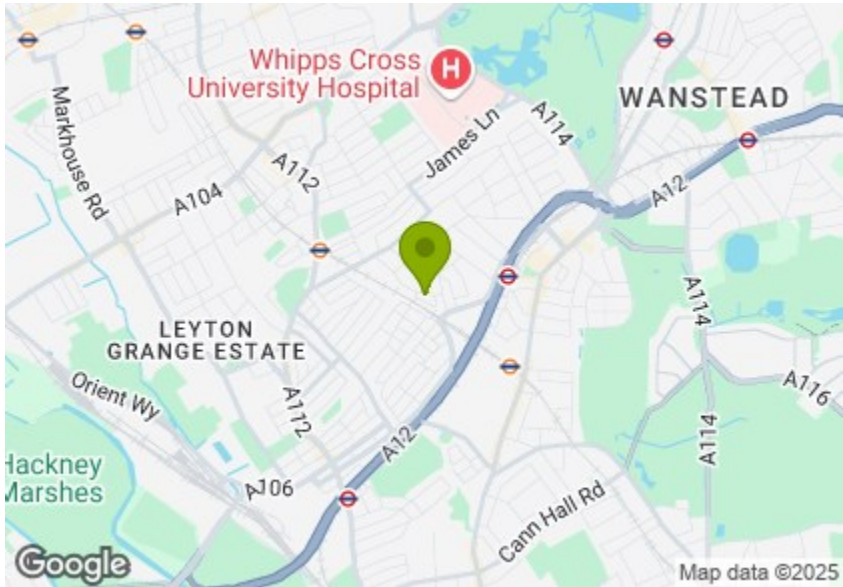 Whipps Cross
University Hospital
H
WANSTEAD
Markhouse Rd
A114
James Ln
A112
A104
A12
LEYTON
GRANGE ESTATE
A114
A116
Orient Wy
A112
A114
A12
Hackney
Marshes
A106
Cann Hall Rd
Google
Map data ©2025